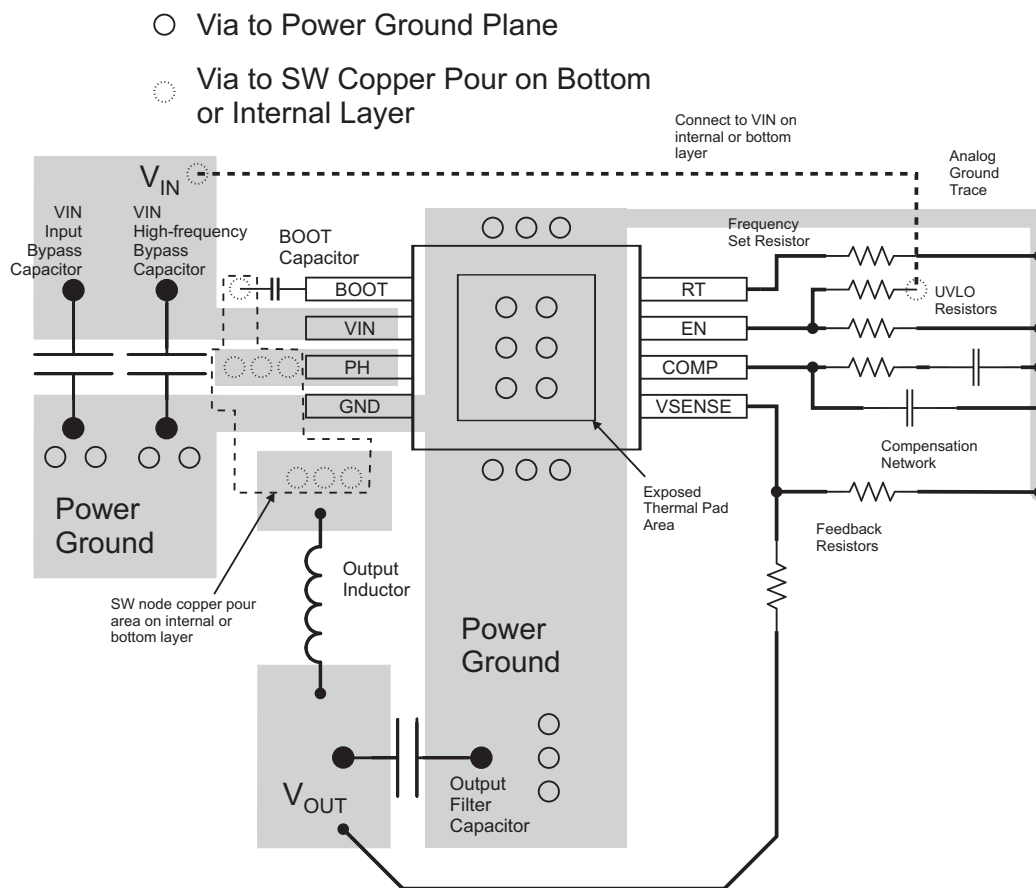 Via to Power Ground Plane
Via to SW Copper Pour on Bottom
or Internal Layer
Connect to VIN on
internal or bottom
layer
Analog
Ground
Trace
VIN
VIN
Input
Bypass
Capacitor
VIN
High-frequency
Bypass
Capacitor
BOOT
Capacitor
Frequency
Set Resistor
BOOT
VIN
PH
GND
RT
EN
COMP
VSENSE
UVLO
Resistors
Compensation
Network
Power
Ground
Exposed
Thermal Pad
Area
Feedback
Resistors
SW node copper pour
area on internal or
bottom layer
Output
Inductor
Power
Ground
VOUT
Output
Filter
Capacitor